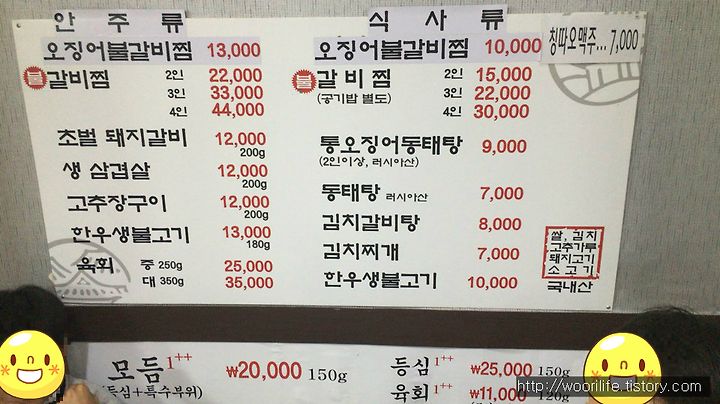 안주류
오징어불갈비찜 13,000
불 갈비찜 2인 22,000
3인 33,000
4인 44,000
초벌 돼지갈비 12,000
200g
생 삼겹살 12,000
200g
고추장구이 12,000
200g
한우생불고기 13,000
180g
육회 중 250g 25,000
대 350g 35,000
식사류
오징어불갈비찜 10,000
불 갈비찜 2인 15,000
(공기밥 별도) 3인 22,000
4인 30,000
통오징어동태탕 9,000
(2인이상, 러시아산)
동태탕 러시아산 7,000
김치갈비탕 8,000
김치찌개 7,000
한우생불고기 10,000
칭따오맥주... 7,000
쌀, 김치
고추가루
돼지고기
소고기
국내산
모듬 1++ ₩20,000 150g
(등심+특수부위)
등심 1++ ₩25,000 150g
육회 1++ ₩11,000 120g
http://woorilife.tistory.com